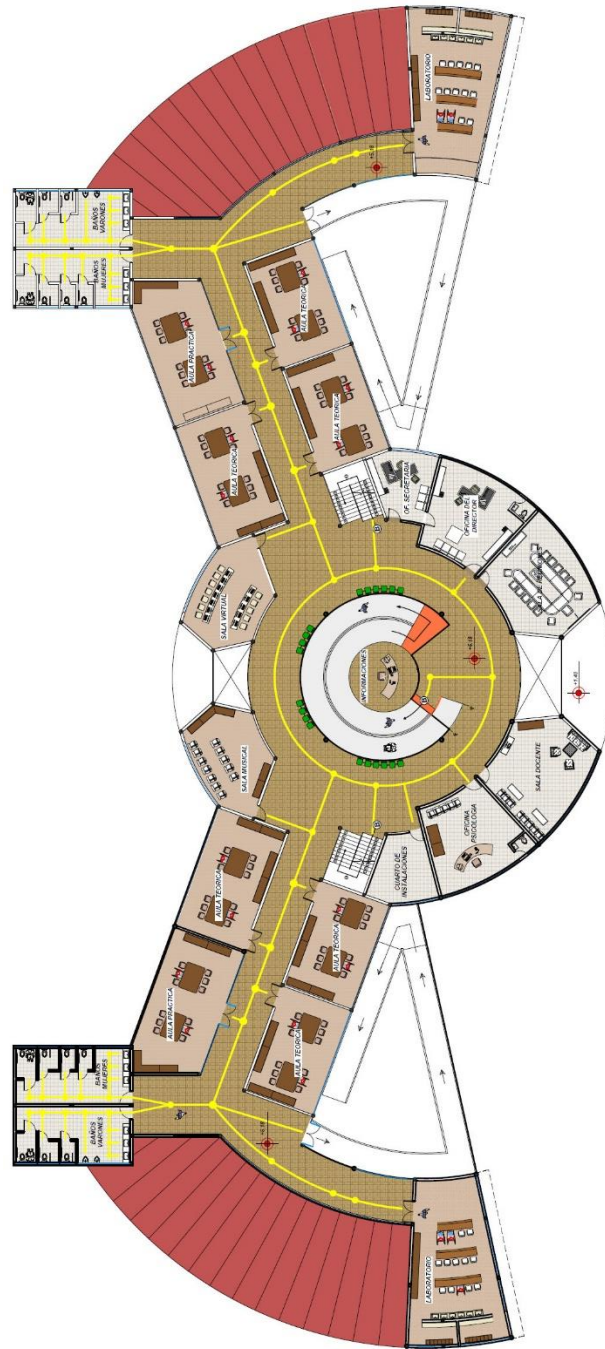 LABORATORIO
BAÑOS
VARONES
BAÑOS
MUJERES
AULA TEORICA
AULA PRACTICA
AULA TEORICA
AULA TEORICA
OF. SECRETARIA
OFICINA DEL
DIRECTOR
SALA VIRTUAL
INFORMACIONES
SALA MUSICAL
SALA DOCENTE
OFICINA
PSICOLOGIA
CUARTO DE
INSTALACIONES
AULA TEORICA
AULA TEORICA
AULA PRACTICA
AULA TEORICA
BAÑOS
MUJERES
BAÑOS
VARONES
LABORATORIO